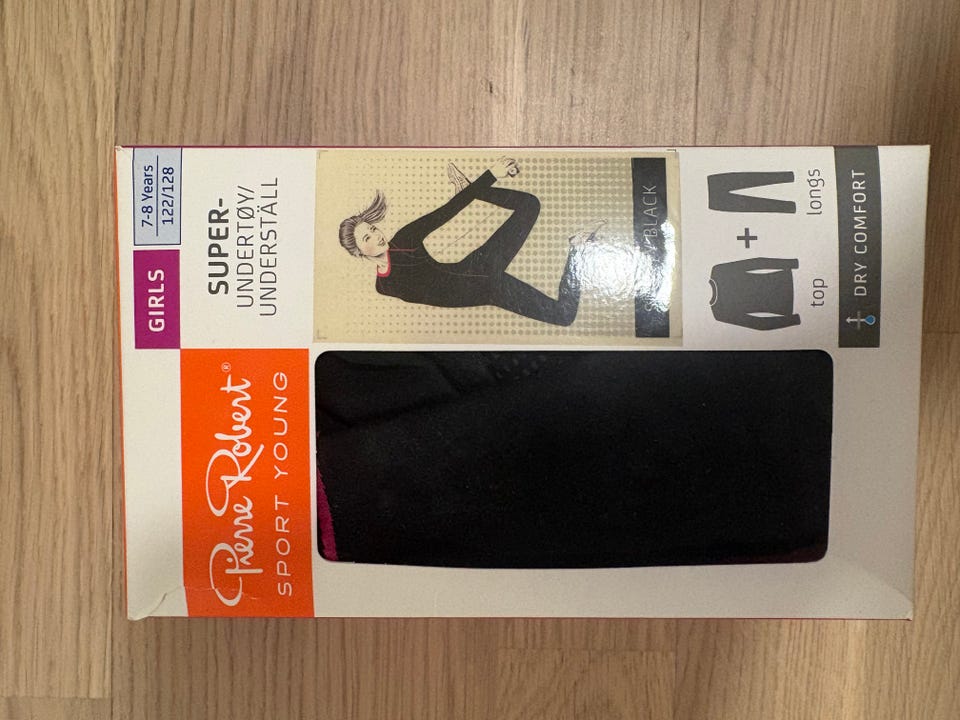 GIRLS
7-8 Years
122/128
Pierre Robert®
SPORT YOUNG
SUPER-
UNDERTØY/
UNDERSTÄLL
BLACK
top + longs
DRY COMFORT